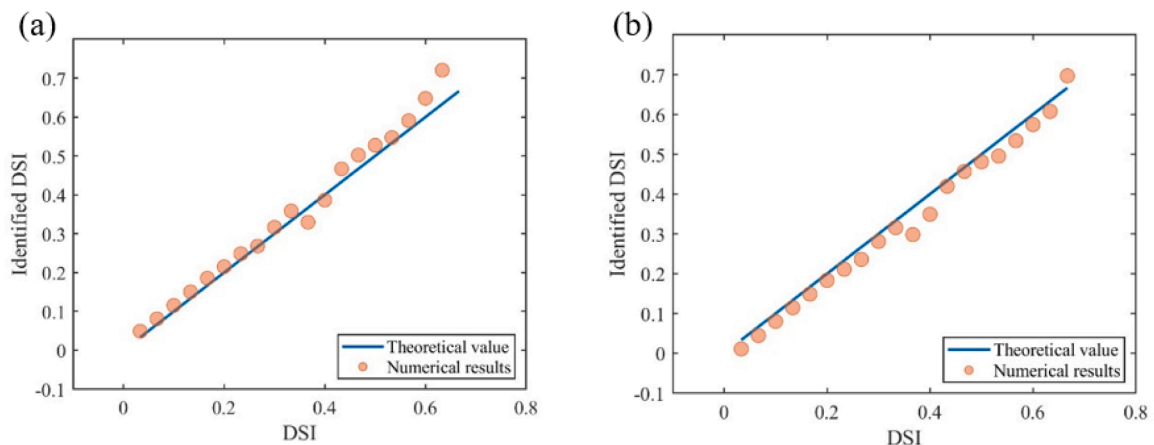 (a)
0.7
0.6
0.5
0.4
0.3
0.2
0.1
0
-0.1
Identified DSI
Theoretical value
Numerical results
0 0.2 0.4 0.6 0.8
DSI
(b)
0.7
0.6
0.5
0.4
0.3
0.2
0.1
0
-0.1
Identified DSI
Theoretical value
Numerical results
0 0.2 0.4 0.6 0.8
DSI